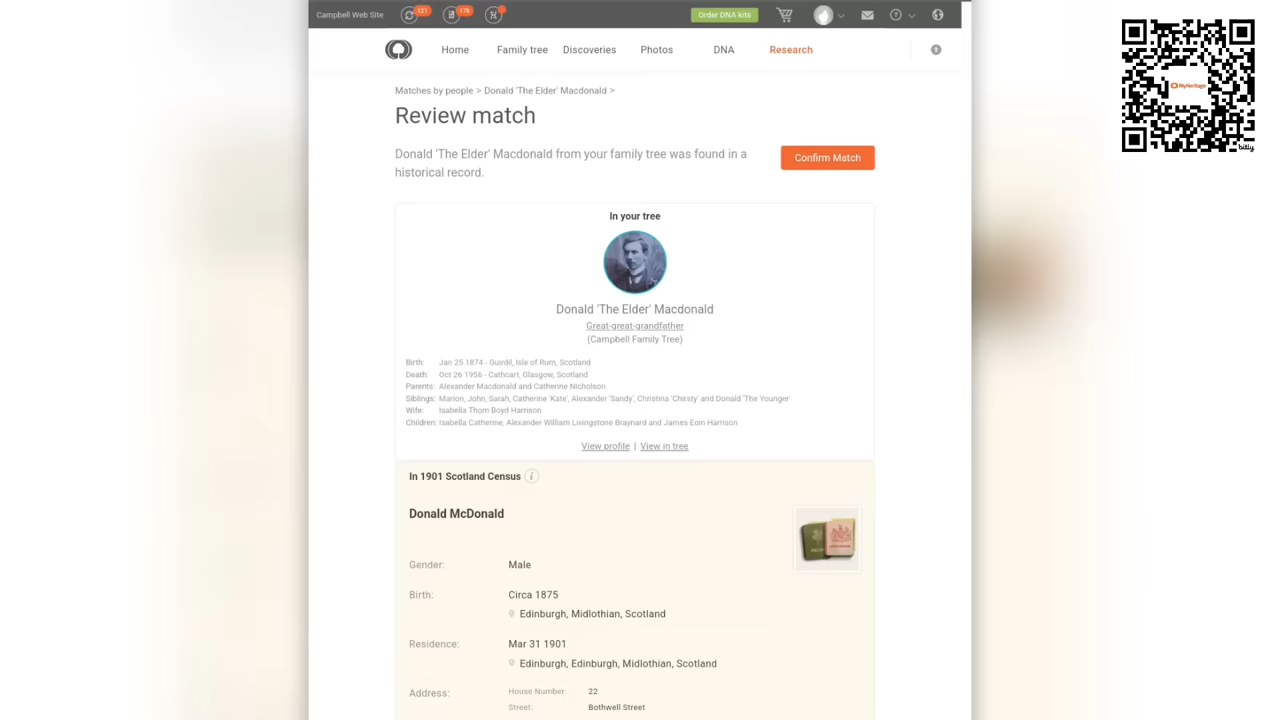 Campbell Web Site
121
176
Order DNA kits
Home
Family tree
Discoveries
Photos
DNA
Research
MyHeritage
bitly
Matches by people > Donald 'The Elder' Macdonald >
Review match
Donald 'The Elder' Macdonald from your family tree was found in a
historical record.
Confirm Match
In your tree
Donald 'The Elder' Macdonald
Great-great-grandfather
(Campbell Family Tree)
Birth: Jan 25 1874 - Guirdil, Isle of Rum, Scotland
Death: Oct 26 1956 - Cathcart, Glasgow, Scotland
Parents: Alexander Macdonald and Catherine Nicholson
Siblings: Marion, John, Sarah, Catherine 'Kate', Alexander 'Sandy', Christina 'Chirsty' and Donald 'The Younger'
Wife: Isabella Thom Boyd Harrison
Children: Isabella Catherine, Alexander William Livingstone Braynard and James Eoin Harrison
View profile | View in tree
In 1901 Scotland Census
Donald McDonald
Gender: Male
Birth: Circa 1875
Edinburgh, Midlothian, Scotland
Residence: Mar 31 1901
Edinburgh, Edinburgh, Midlothian, Scotland
Address: House Number: 22
Street: Bothwell Street